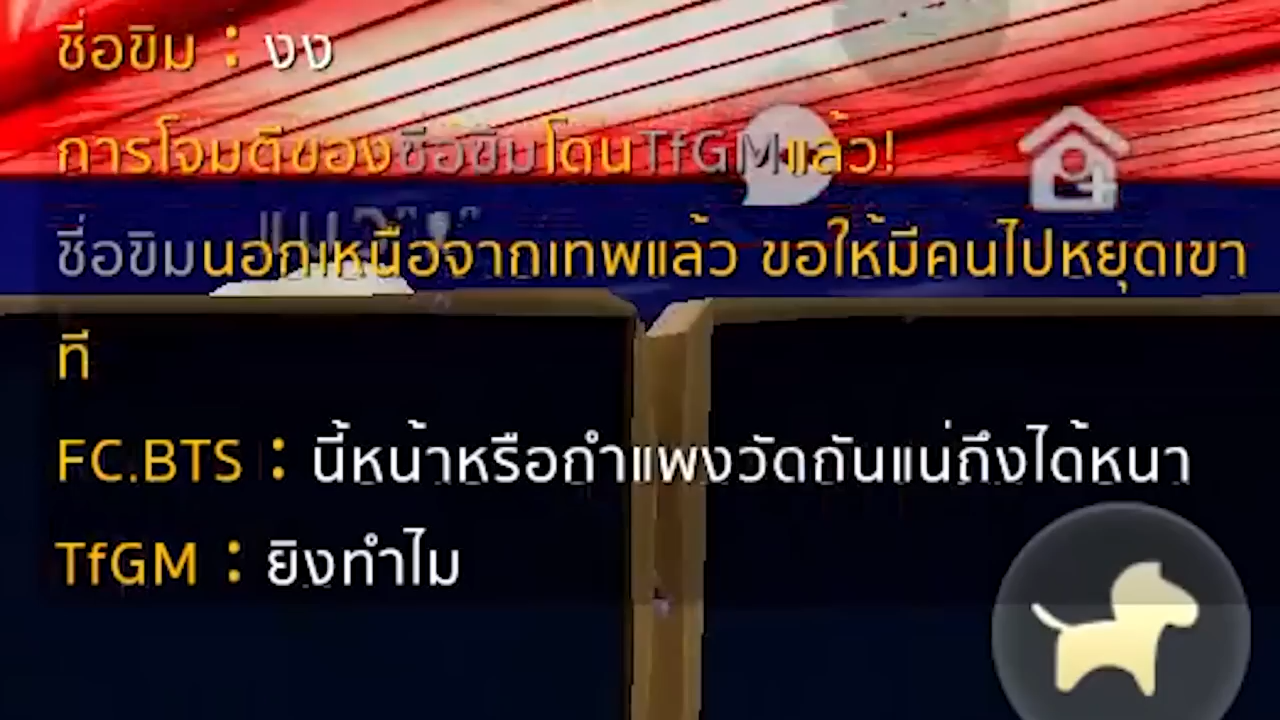 ชื่อขิม : งง
การโจมตีของชื่อขิมโดนTfGMแล้ว!
ชื่อขิมนอกเหนือจากเทพแล้ว ขอให้มีคนไปหยุดเขา
ที
FC.BTS : นี้หน้าหรือกำแพงวัดกันแน่ถึงได้หนา
TfGM : ยิงทำไม